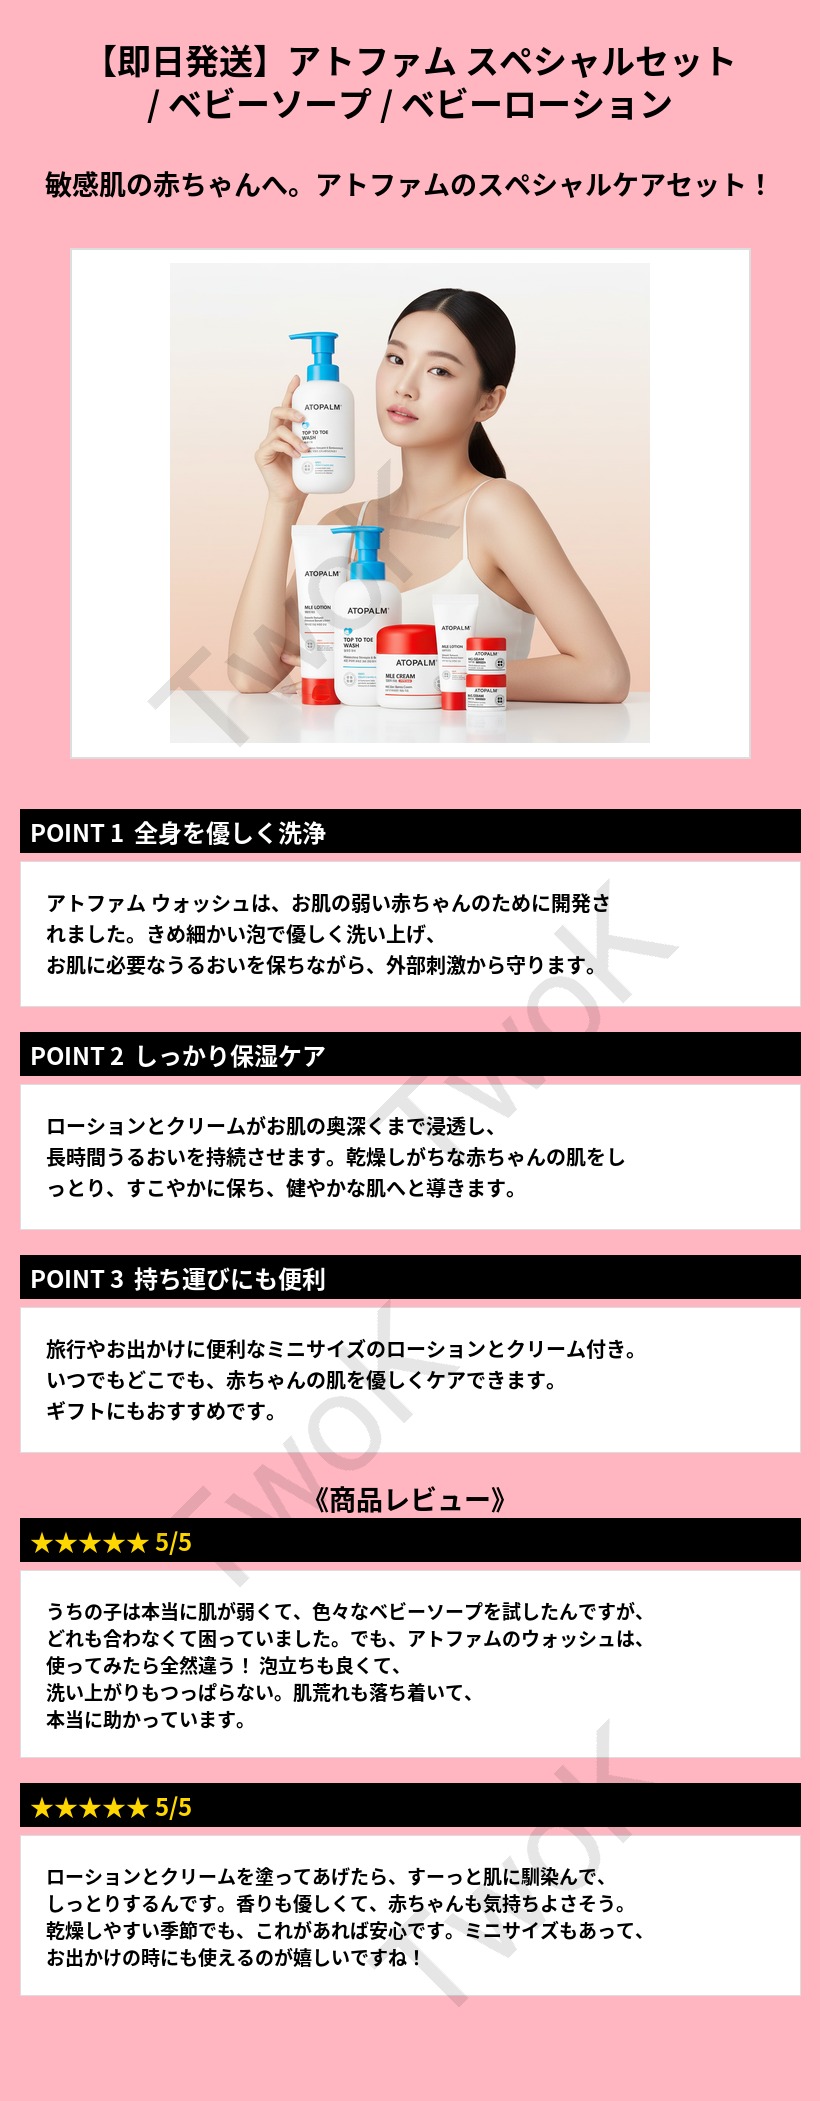 【即日発送】アトファム スペシャルセット
/ ベビーソープ / ベビーローション
敏感肌の赤ちゃんへ。アトファムのスペシャルケアセット！
ATOPALM
TOP TO TOE
WASH
ATOPALM
MLE LOTION
ATOPALM
TOP TO TOE
WASH
ATOPALM
MLE CREAM
ATOPALM
MLE LOTION
ATOPALM
ATOPALM
TwoK
POINT 1 全身を優しく洗浄
アトファム ウォッシュは、お肌の弱い赤ちゃんのために開発さ
れました。きめ細かい泡で優しく洗い上げ、
お肌に必要なうるおいを保ちながら、外部刺激から守ります。
TwoK
POINT 2 しっかり保湿ケア
ローションとクリームがお肌の奥深くまで浸透し、
長時間うるおいを持続させます。乾燥しがちな赤ちゃんの肌をし
っとり、すこやかに保ち、健やかな肌へと導きます。
POINT 3 持ち運びにも便利
旅行やお出かけに便利なミニサイズのローションとクリーム付き。
いつでもどこでも、赤ちゃんの肌を優しくケアできます。
ギフトにもおすすめです。
TwoK
《商品レビュー》
★★★★★ 5/5
うちの子は本当に肌が弱くて、色々なベビーソープを試したんですが、
どれも合わなくて困っていました。でも、アトファムのウォッシュは、
使ってみたら全然違う！ 泡立ちも良くて、
洗い上がりもつっぱらない。肌荒れも落ち着いて、
本当に助かっています。
★★★★★ 5/5
ローションとクリームを塗ってあげたら、すーっと肌に馴染んで、
しっとりするんです。香りも優しくて、赤ちゃんも気持ちよさそう。
乾燥しやすい季節でも、これがあれば安心です。ミニサイズもあって、
お出かけの時にも使えるのが嬉しいですね！
TwoK